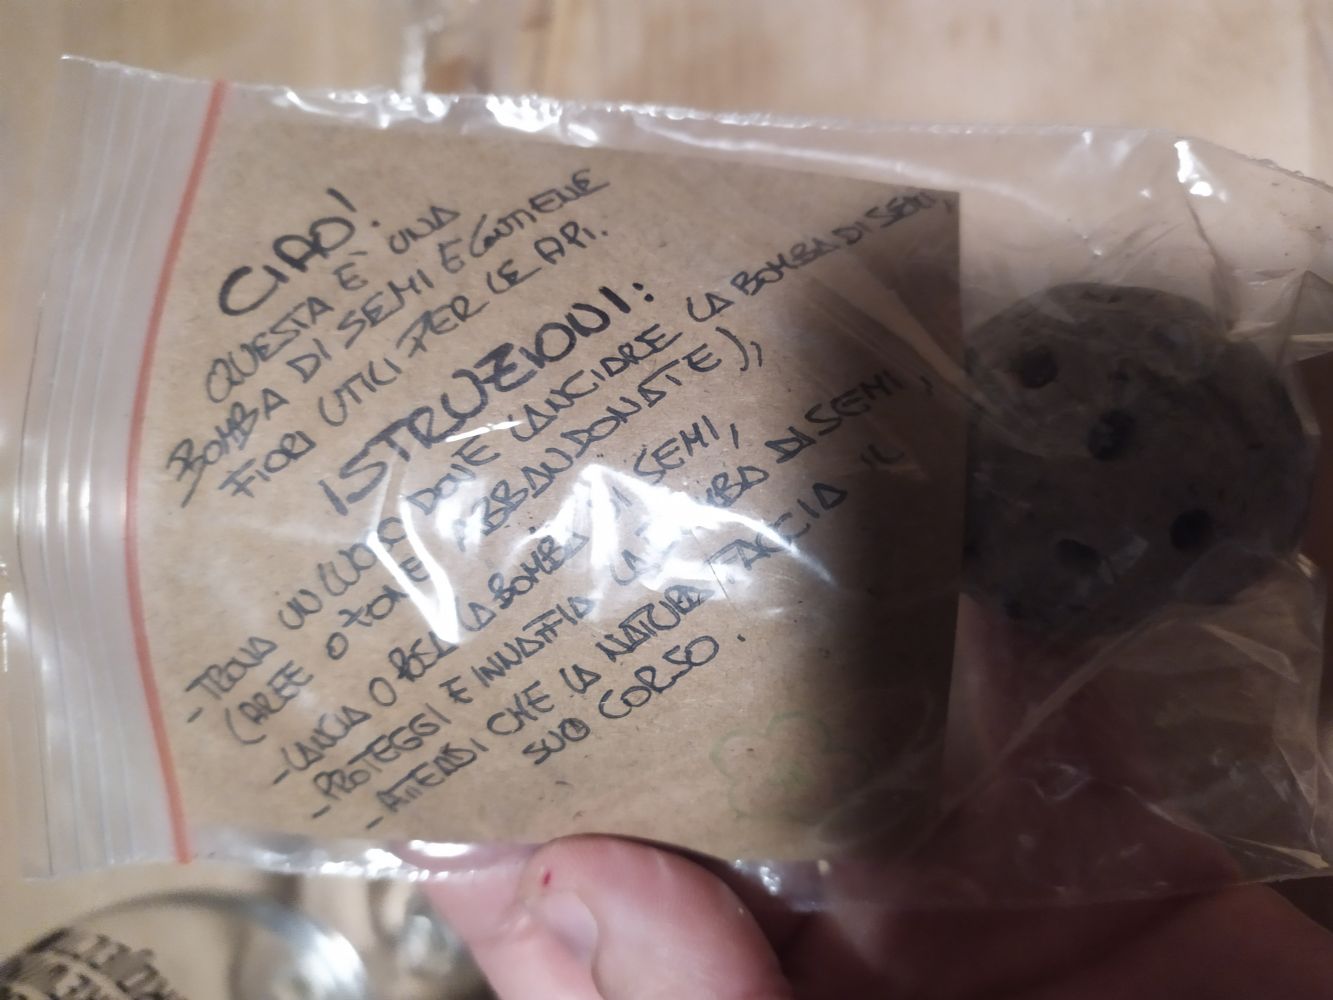 CIAO!
QUESTA È UNA
BOMBA DI SEMI E CONTIENE
FIORI UTILI PER LE API.
ISTRUZIONI:
- TROVA UN LUOGO DOVE LANCIARE LA BOMBA DI SEMI,
(AREE O ZONE ABBANDONATE),
- LANCIA O POSA LA BOMBA DI SEMI,
- PROTEGGI E INNAFFIA LA BOMBA DI SEMI,
- ATTENDI CHE LA NATURA FACCIA IL
SUO CORSO.